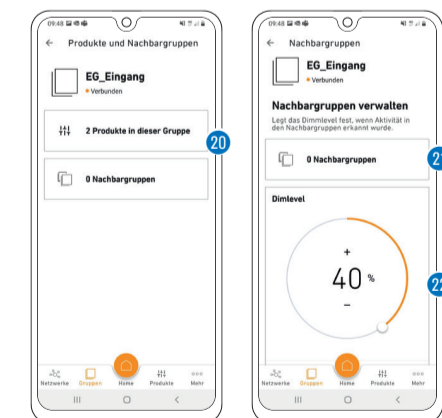 09:48
Produkte und Nachbargruppen
EG_Eingang
Verbunden
2 Produkte in dieser Gruppe
20
0 Nachbargruppen
Netzwerke
Gruppen
Home
Produkte
Mehr
09:48
Nachbargruppen
EG_Eingang
Verbunden
Nachbargruppen verwalten
Legt das Dimmlevel fest, wenn Aktivität in
den Nachbargruppen erkannt wurde.
0 Nachbargruppen
21
Dimlevel
+
40 %
−
22
Netzwerke
Gruppen
Home
Produkte
Mehr